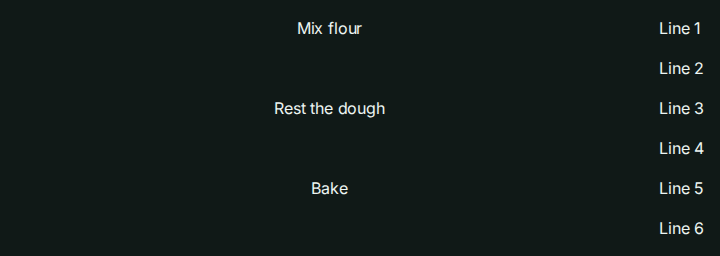 Mix flour Line 1
Line 2
Rest the dough Line 3
Line 4
Bake Line 5
Line 6